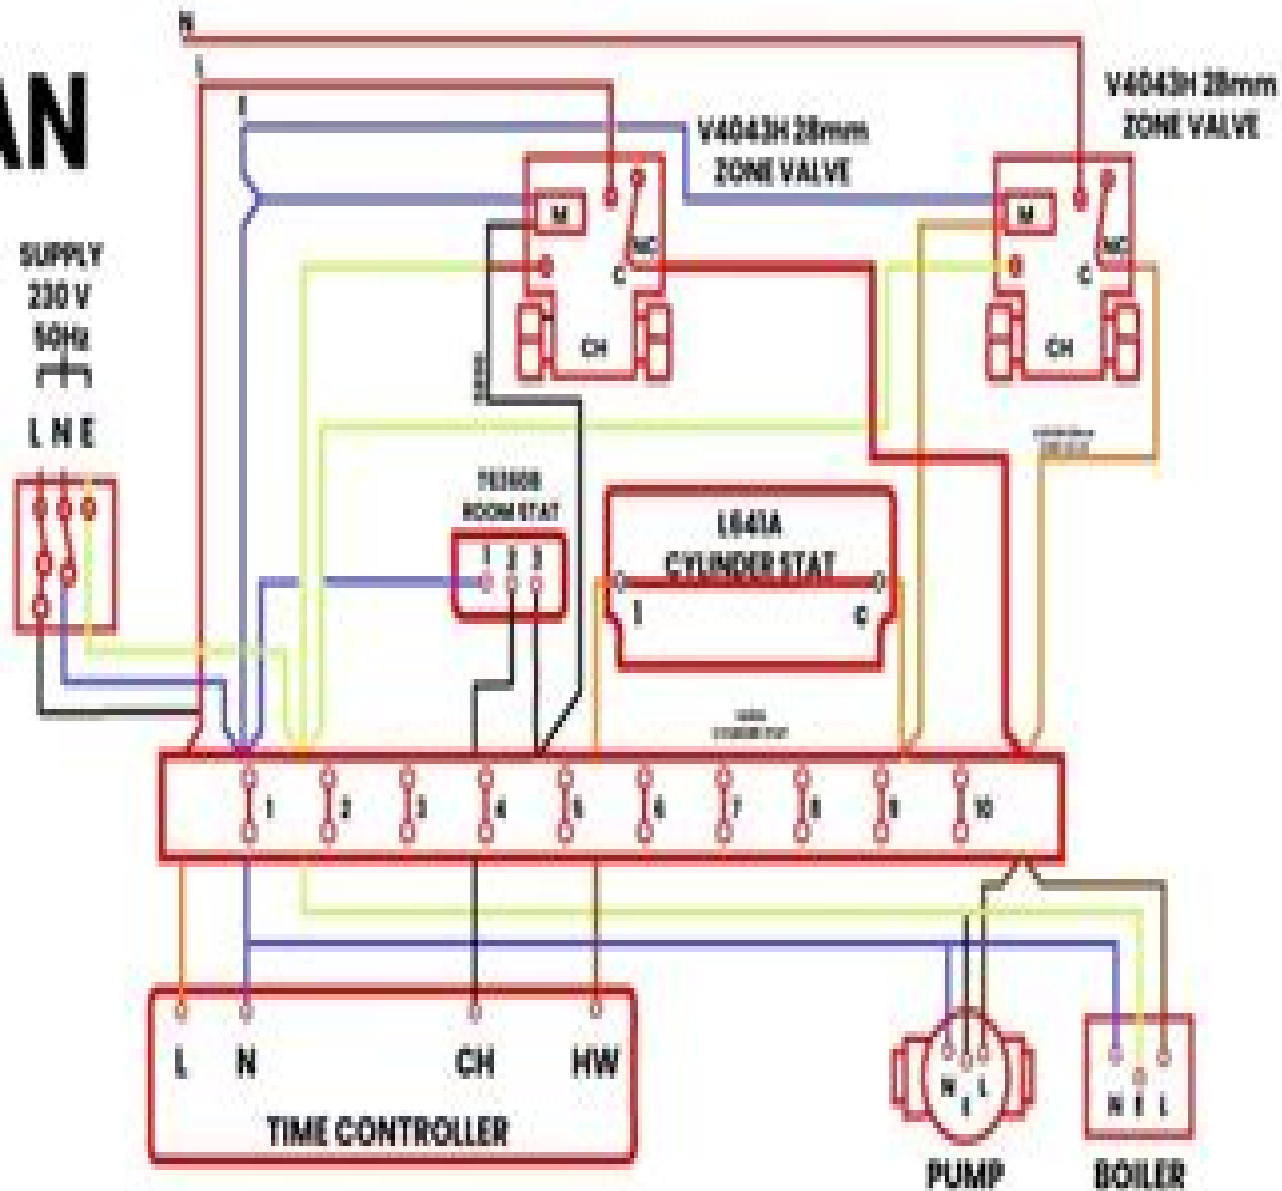 N
L
AN
V4043H 28mm
ZONE VALVE
V4043H 28mm
ZONE VALVE
M
NC
C
CH
M
NC
C
CH
SUPPLY
230 V
50Hz
L N E
ROOM STAT
1 2 3
L641A
CYLINDER STAT
1
C
1 2 3 4 5 6 7 8 9 10
L N CH HW
TIME CONTROLLER
N L
PUMP
N E L
BOILER